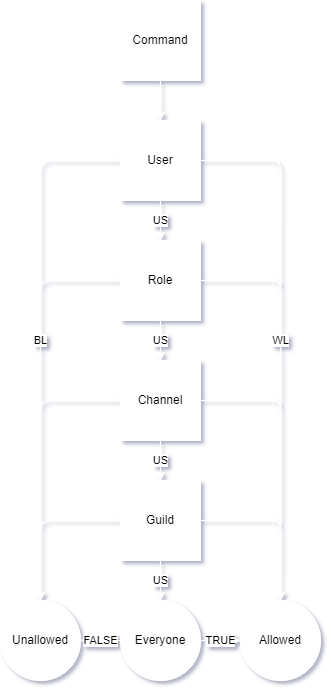 Command
User
US
Role
BL
US
WL
Channel
US
Guild
US
Unallowed
FALSE
Everyone
TRUE
Allowed